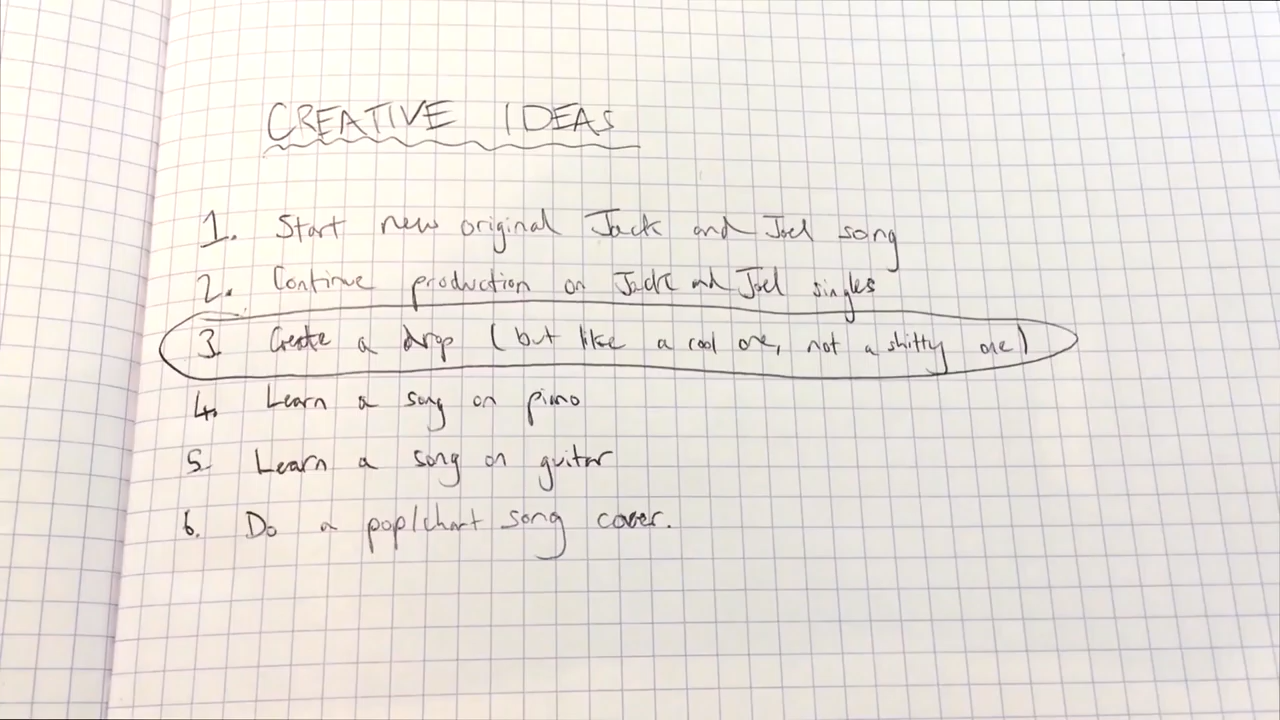 CREATIVE IDEAS
1. Start new original Jack and Joel song
2. Continue production on Jack and Joel singles
3. Create a drop (but like a cool one, not a shitty one)
4. Learn a song on piano
5. Learn a song on guitar
6. Do a pop/chart song cover.